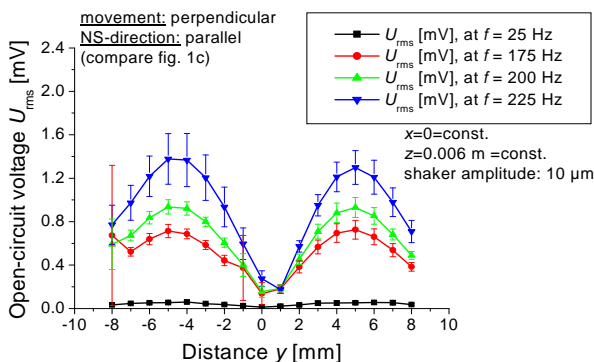 movement: perpendicular
NS-direction: parallel
(compare fig. 1c)
U_rms [mV], at f = 25 Hz
U_rms [mV], at f = 175 Hz
U_rms [mV], at f = 200 Hz
U_rms [mV], at f = 225 Hz
x=0=const.
z=0.006 m =const.
shaker amplitude: 10 µm
Open-circuit voltage U_rms [mV]
2.4
2.0
1.6
1.2
0.8
0.4
0.0
-10 -8 -6 -4 -2 0 2 4 6 8 10
Distance y [mm]